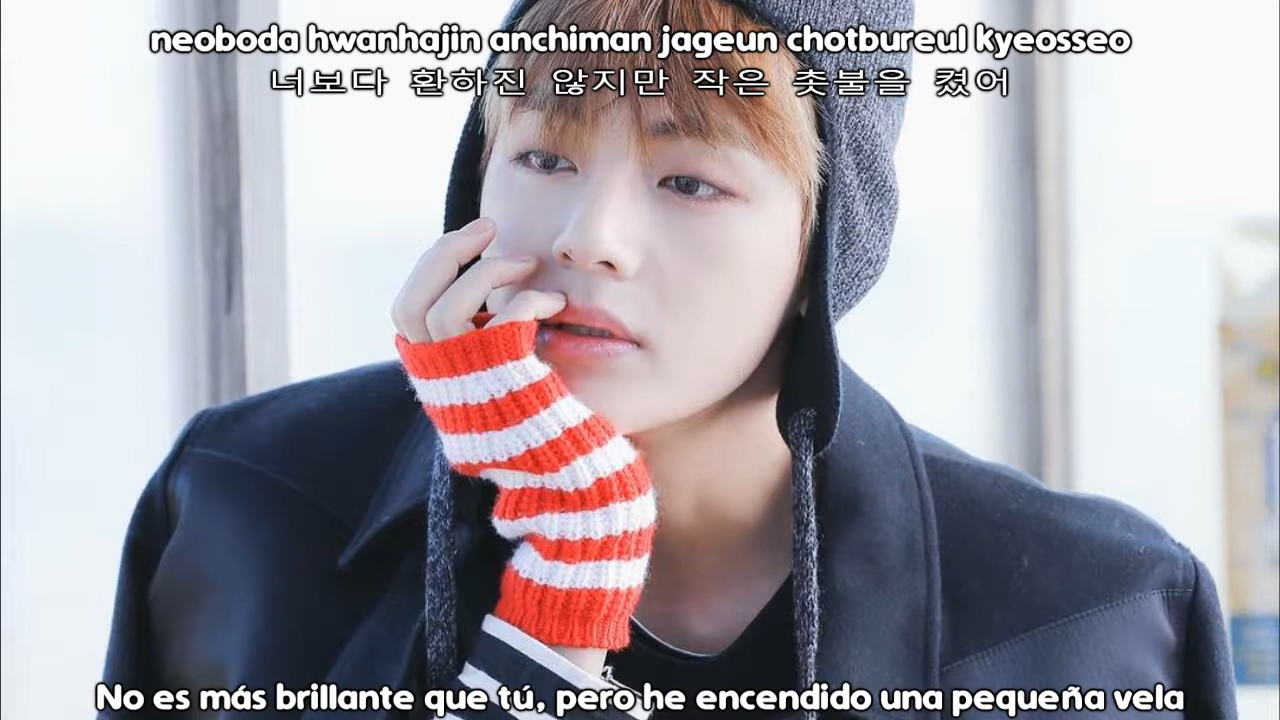 neoboda hwanhajin anchiman jageun chotbureul kyeosseo
너보다 환하진 않지만 작은 촛불을 켰어
No es más brillante que tú, pero he encendido una pequeña vela